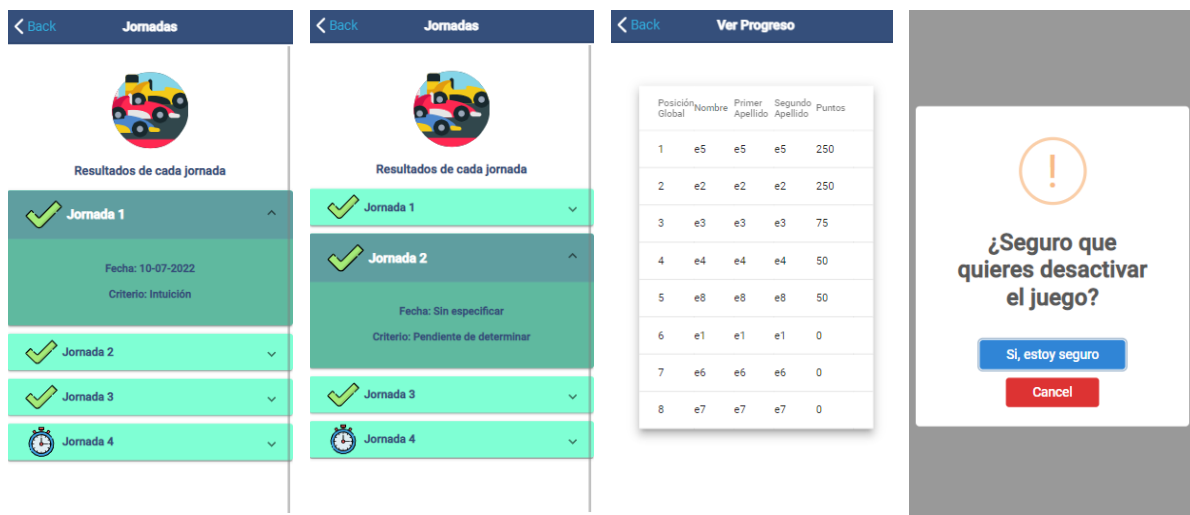 Back Jornadas
Resultados de cada jornada
Jornada 1
Fecha: 10-07-2022
Criterio: Intuición
Jornada 2
Jornada 3
Jornada 4
Back Jornadas
Resultados de cada jornada
Jornada 1
Jornada 2
Fecha: Sin especificar
Criterio: Pendiente de determinar
Jornada 3
Jornada 4
Back Ver Progreso
Posición Global Nombre Primer Apellido Segundo Apellido Puntos
1 e5 e5 e5 250
2 e2 e2 e2 250
3 e3 e3 e3 75
4 e4 e4 e4 50
5 e8 e8 e8 50
6 e1 e1 e1 0
7 e6 e6 e6 0
8 e7 e7 e7 0
¿Seguro que
quieres desactivar
el juego?
Si, estoy seguro
Cancel